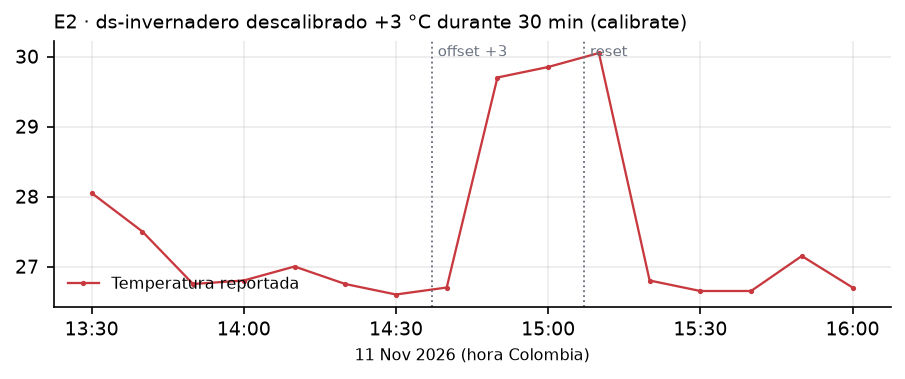 E2 · ds-invernadero descalibrado +3 °C durante 30 min (calibrate)
30
29
28
27
offset +3
reset
Temperatura reportada
13:30
14:00
14:30
15:00
15:30
16:00
11 Nov 2026 (hora Colombia)